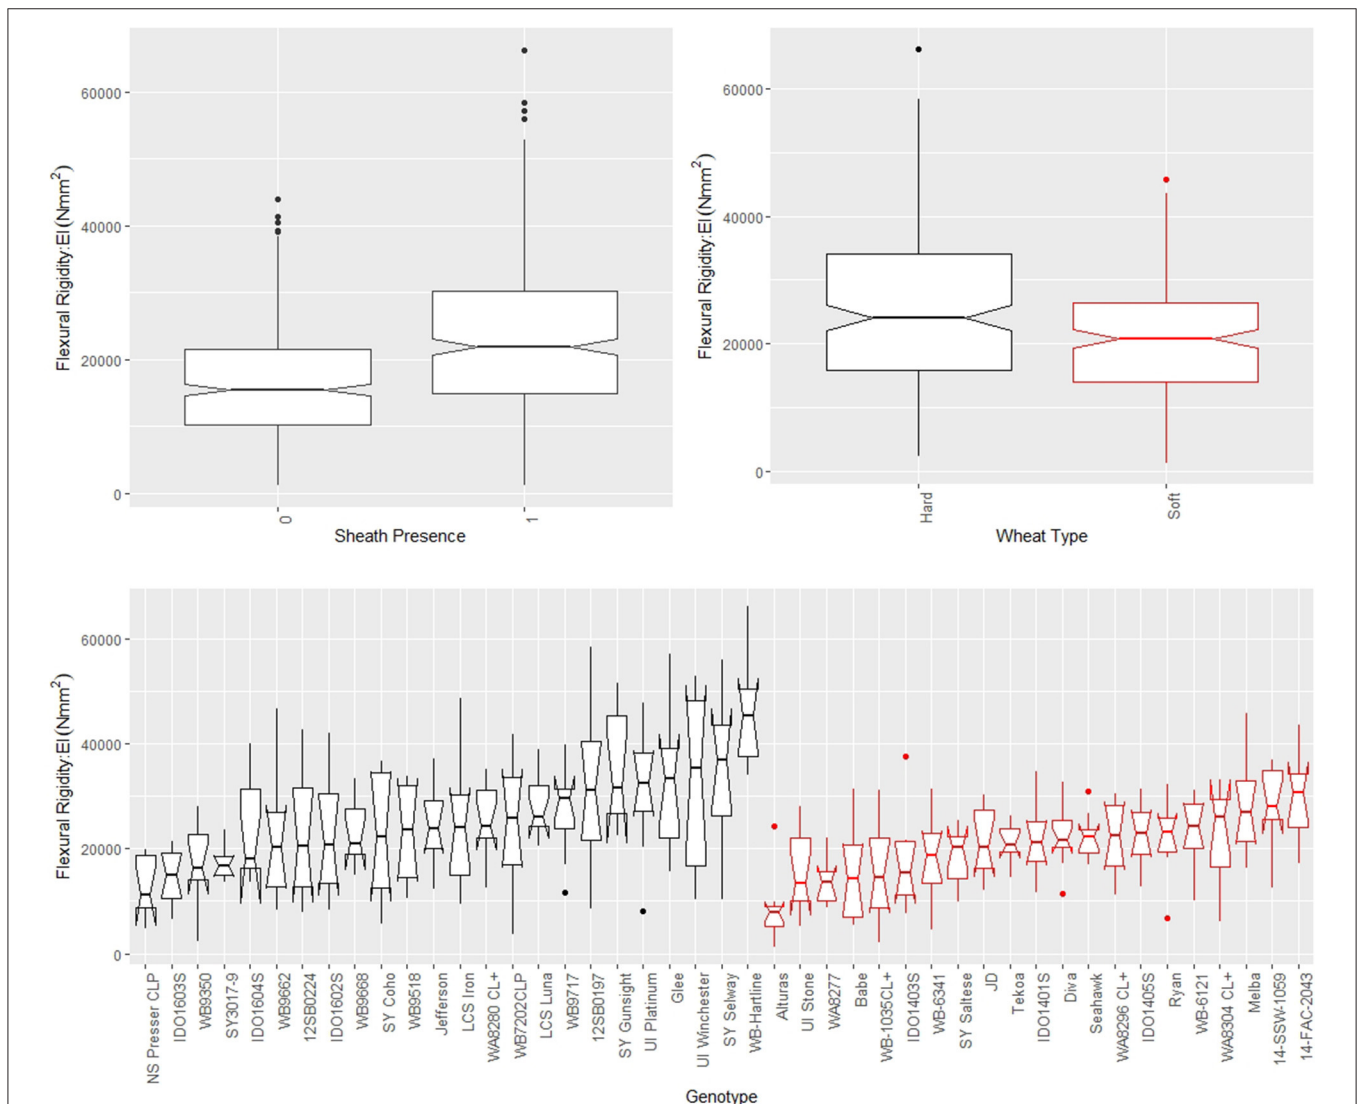 60000
40000
20000
0
Flexural Rigidity:EI(Nmm²)
0
1
Sheath Presence
60000
40000
20000
0
Flexural Rigidity:EI(Nmm²)
Hard
Soft
Wheat Type
60000
40000
20000
0
Flexural Rigidity:EI(Nmm²)
NS Presser CLP
IDO1603S
WB9350
SY3017-9
IDO1604S
WB9662
12SB0224
IDO1602S
WB9668
SY Coho
WB9518
Jefferson
LCS Iron
WA8280 CL+
WB7202CLP
LCS Luna
WB9717
12SB0197
SY Gunsight
UI Platinum
Glee
UI Winchester
SY Selway
WB-Hartline
Alturas
UI Stone
WA8277
Babe
WB-1035CL+
IDO1403S
WB-6341
SY Saltese
JD
Tekoa
IDO1401S
Diva
Seahawk
WA8296 CL+
IDO1405S
Ryan
WB-6121
WA8304 CL+
Melba
14-SSW-1059
14-FAC-2043
Genotype